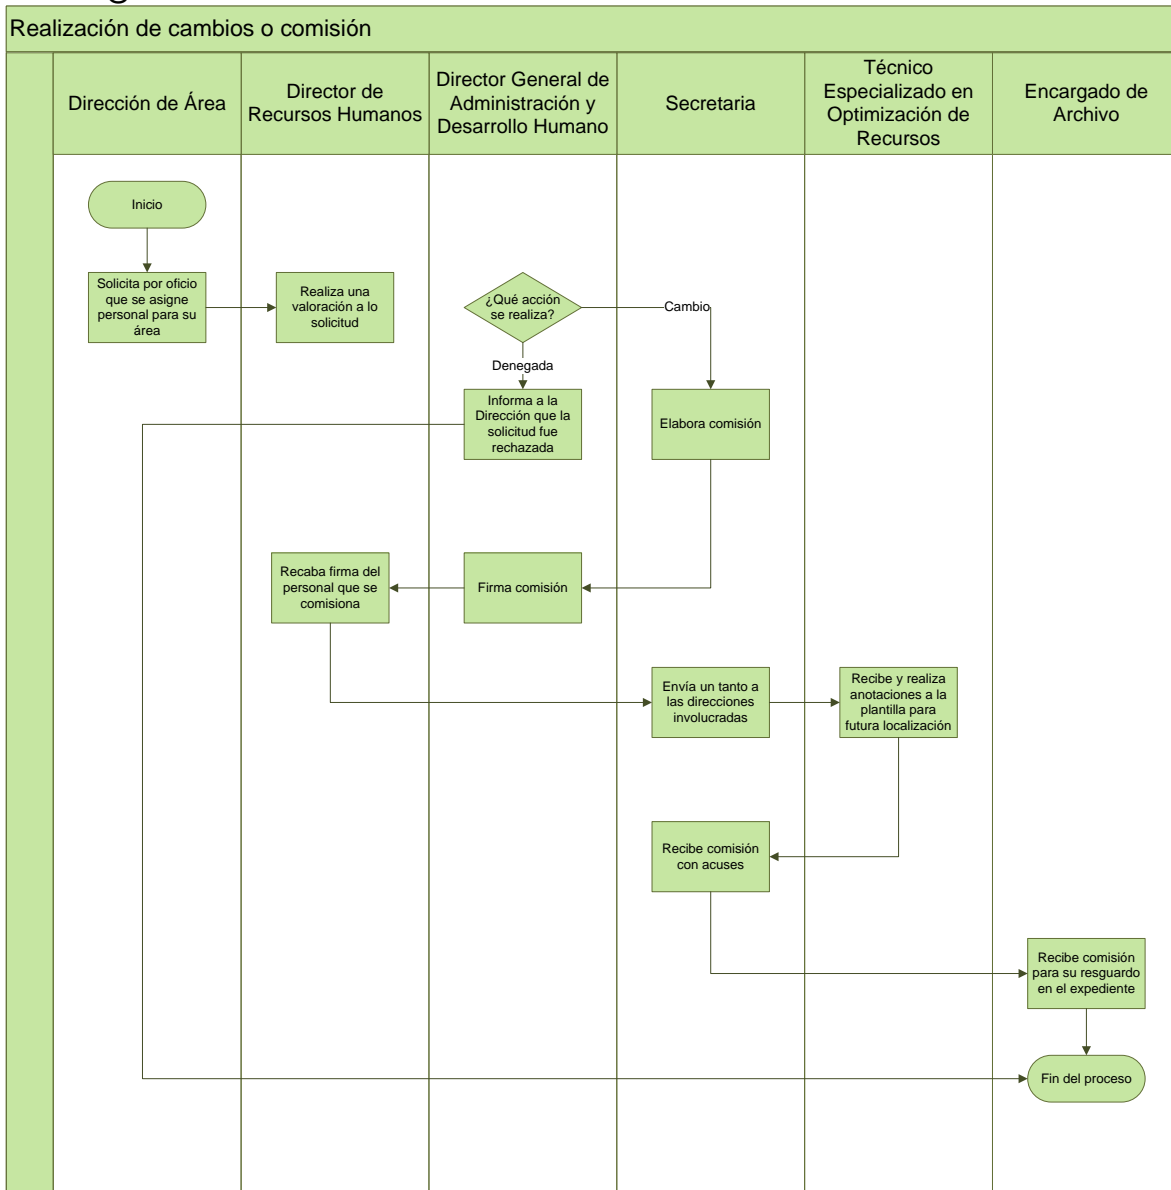 Realización de cambios o comisión
Dirección de Área
Director de
Recursos Humanos
Director General de
Administración y
Desarrollo Humano
Secretaria
Técnico
Especializado en
Optimización de
Recursos
Encargado de
Archivo
Inicio
Solicita por oficio
que se asigne
personal para su
área
Realiza una
valoración a lo
solicitud
¿Qué acción
se realiza?
Cambio
Denegada
Informa a la
Dirección que la
solicitud fue
rechazada
Elabora comisión
Recaba firma del
personal que se
comisiona
Firma comisión
Envía un tanto a
las direcciones
involucradas
Recibe y realiza
anotaciones a la
plantilla para
futura localización
Recibe comisión
con acuses
Recibe comisión
para su resguardo
en el expediente
Fin del proceso